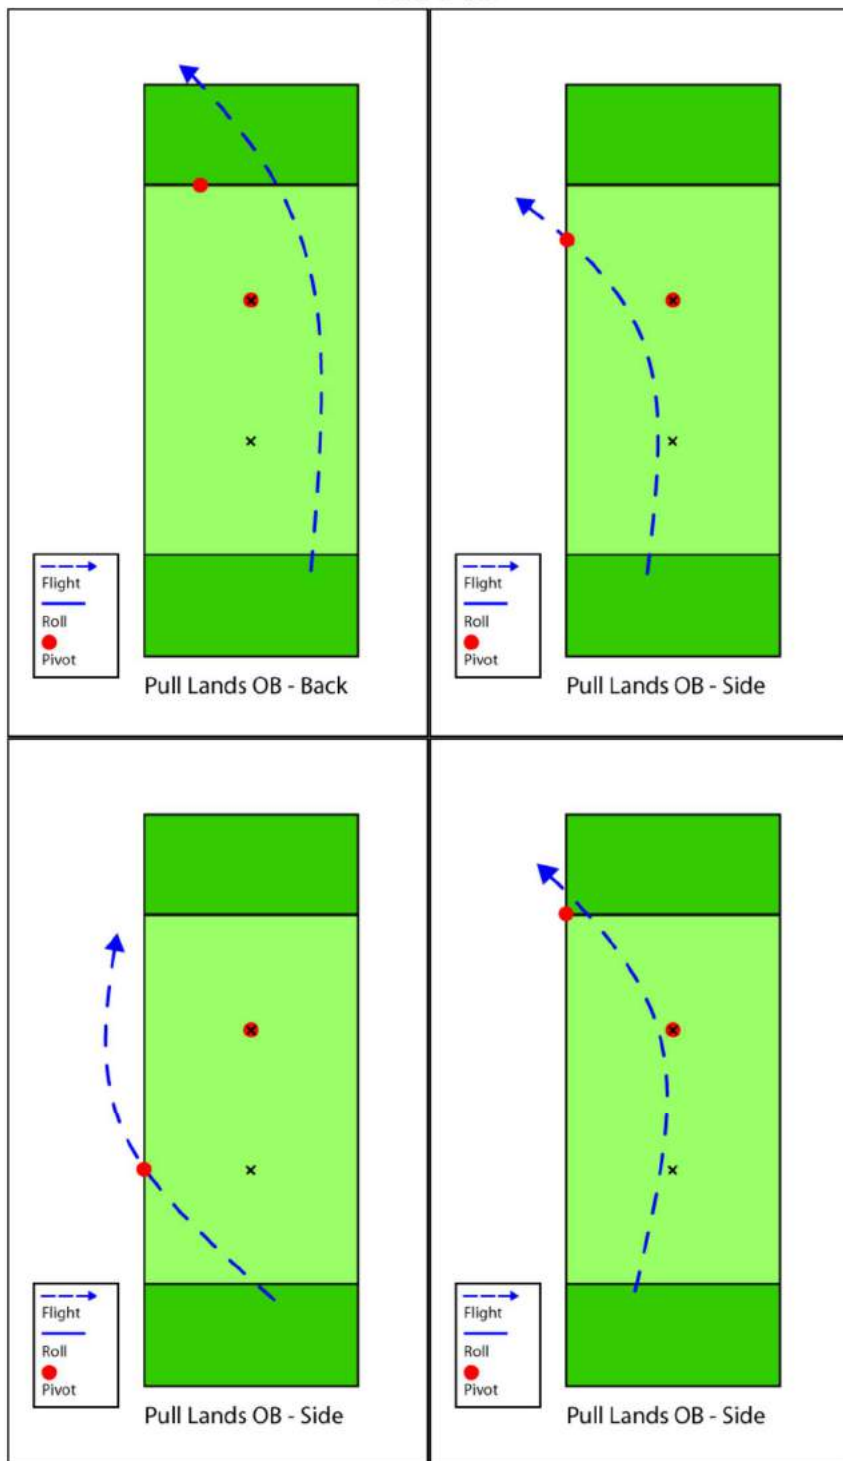 Flight
Roll
Pivot
Pull Lands OB - Back
Flight
Roll
Pivot
Pull Lands OB - Side
Flight
Roll
Pivot
Pull Lands OB - Side
Flight
Roll
Pivot
Pull Lands OB - Side